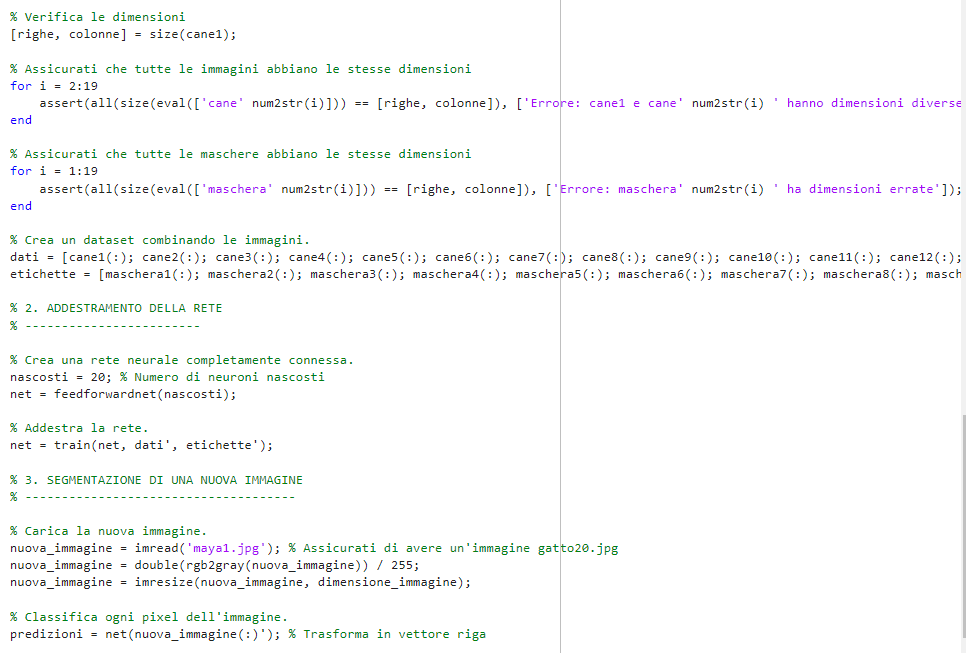 % Verifica le dimensioni
[righe, colonne] = size(cane1);
% Assicurati che tutte le immagini abbiano le stesse dimensioni
for i = 2:19
assert(all(size(eval(['cane' num2str(i)])) == [righe, colonne]), ['Errore: cane1 e cane' num2str(i) ' hanno dimensioni diverse
end
% Assicurati che tutte le maschere abbiano le stesse dimensioni
for i = 1:19
assert(all(size(eval(['maschera' num2str(i)])) == [righe, colonne]), ['Errore: maschera' num2str(i) ' ha dimensioni errate']);
end
% Crea un dataset combinando le immagini.
dati = [cane1(:); cane2(:); cane3(:); cane4(:); cane5(:); cane6(:); cane7(:); cane8(:); cane9(:); cane10(:); cane11(:); cane12(:);
etichette = [maschera1(:); maschera2(:); maschera3(:); maschera4(:); maschera5(:); maschera6(:); maschera7(:); maschera8(:); masch
% 2. ADDESTRAMENTO DELLA RETE
% ------------------------
% Crea una rete neurale completamente connessa.
nascosti = 20; % Numero di neuroni nascosti
net = feedforwardnet(nascosti);
% Addestra la rete.
net = train(net, dati', etichette');
% 3. SEGMENTAZIONE DI UNA NUOVA IMMAGINE
% -------------------------------------
% Carica la nuova immagine.
nuova_immagine = imread('maya1.jpg'); % Assicurati di avere un'immagine gatto20.jpg
nuova_immagine = double(rgb2gray(nuova_immagine)) / 255;
nuova_immagine = imresize(nuova_immagine, dimensione_immagine);
% Classifica ogni pixel dell'immagine.
predizioni = net(nuova_immagine(:)'); % Trasforma in vettore riga